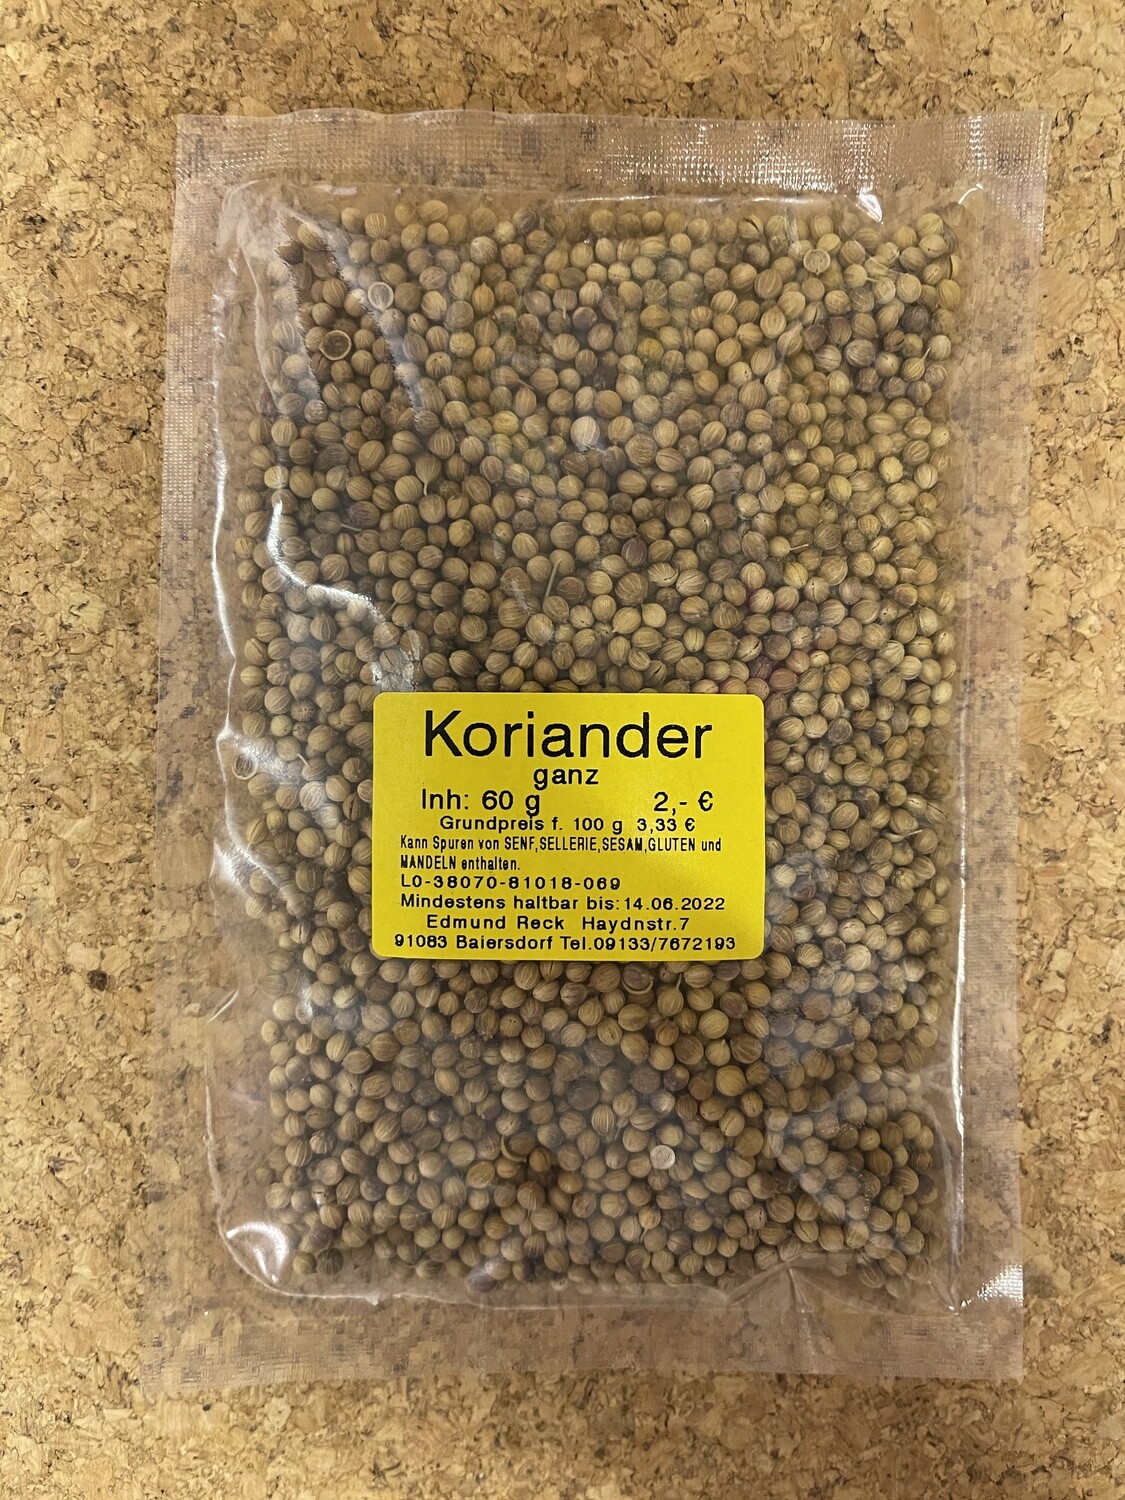 Koriander
ganz
Inh: 60 g 2,- €
Grundpreis f. 100 g 3,33 €
Kann Spuren von SENF,SELLERIE,SESAM,GLUTEN und
MANDELN enthalten.
L0-38070-81018-069
Mindestens haltbar bis:14.06.2022
Edmund Reck Haydnstr.7
91083 Baiersdorf Tel.09133/7672193